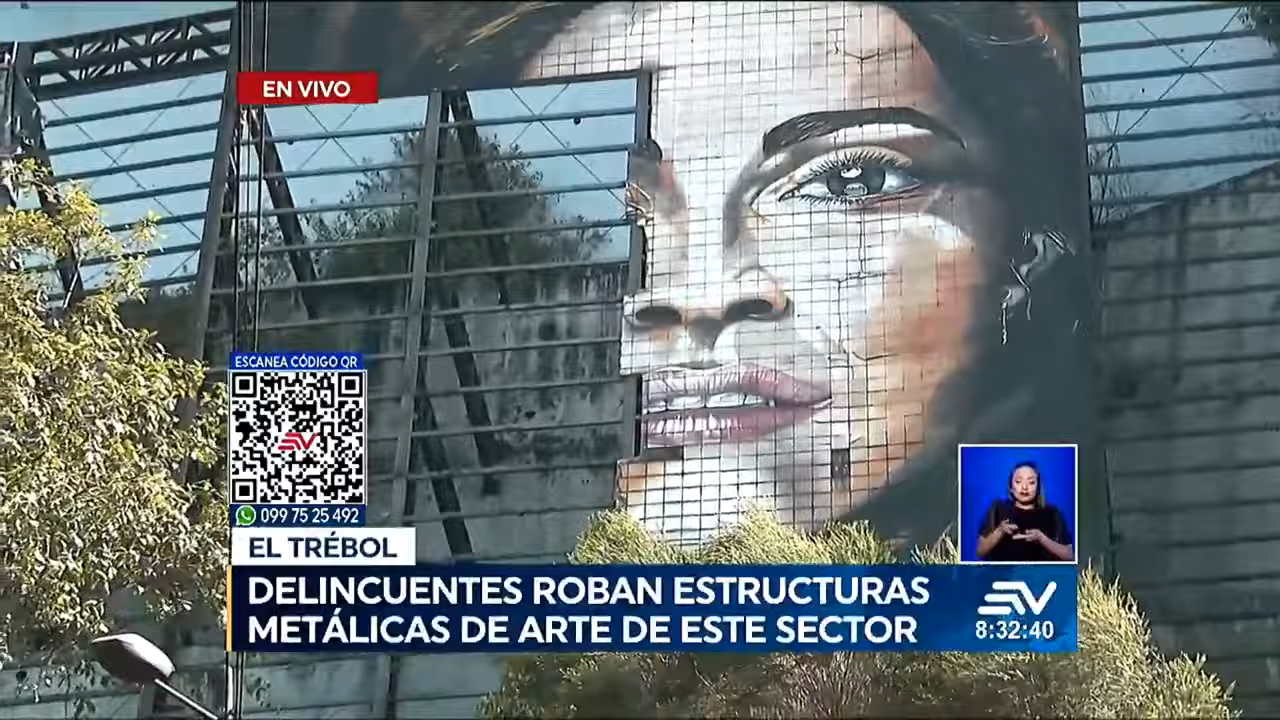 EN VIVO
ESCANEA CÓDIGO QR
099 75 25 492
EL TRÉBOL
DELINCUENTES ROBAN ESTRUCTURAS
METÁLICAS DE ARTE DE ESTE SECTOR
8:32:40